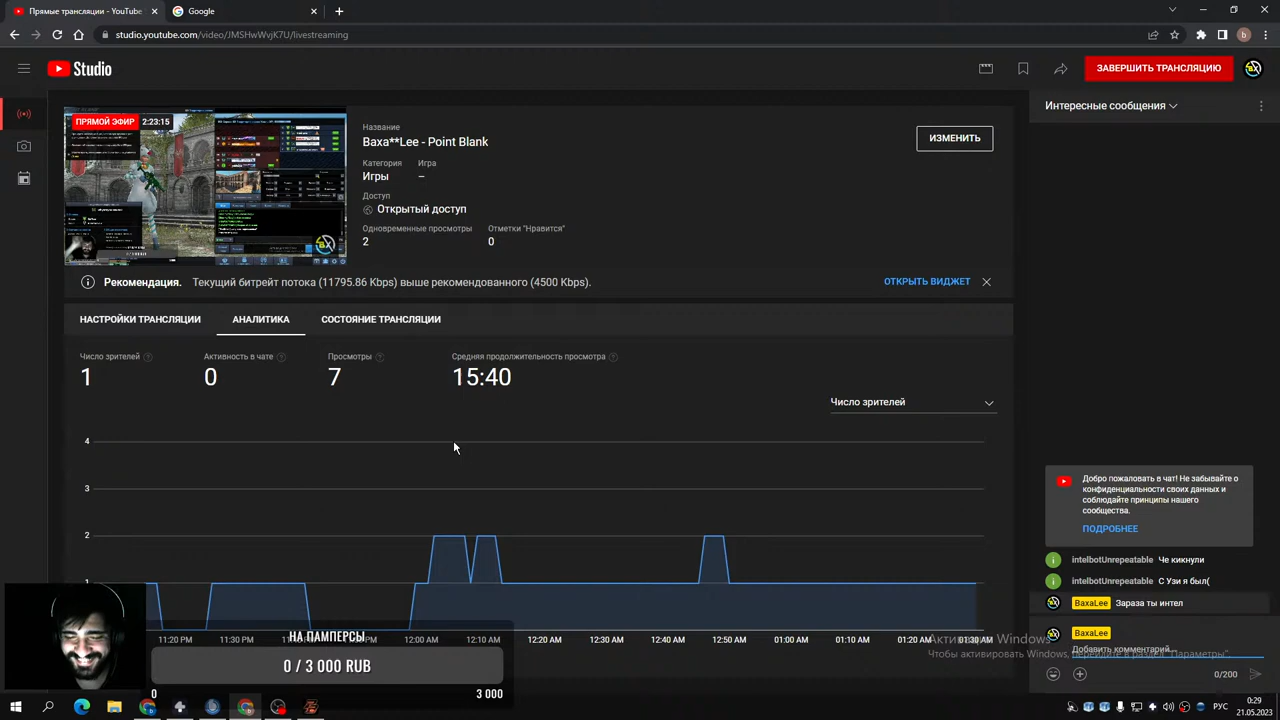 Прямые трансляции - YouTube
Google
studio.youtube.com/video/JMSHwWvjK7U/livestreaming
Studio
ЗАВЕРШИТЬ ТРАНСЛЯЦИЮ
ПРЯМОЙ ЭФИР
2:23:15
Название
Baxa**Lee - Point Blank
Категория
Игра
Игры
–
Доступ
Открытый доступ
Одновременные просмотры
Отметки "Нравится"
2
0
ИЗМЕНИТЬ
Интересные сообщения
Рекомендация. Текущий битрейт потока (11795.86 Kbps) выше рекомендованного (4500 Kbps).
ОТКРЫТЬ ВИДЖЕТ
НАСТРОЙКИ ТРАНСЛЯЦИИ
АНАЛИТИКА
СОСТОЯНИЕ ТРАНСЛЯЦИИ
Число зрителей
Активность в чате
Просмотры
Средняя продолжительность просмотра
1
0
7
15:40
Число зрителей
4
3
2
1
11:20 PM
11:30 PM
12:00 AM
12:10 AM
12:20 AM
12:30 AM
12:40 AM
12:50 AM
01:00 AM
01:10 AM
01:20 AM
01:30 AM
НА ПАМПЕРСЫ
0 / 3 000 RUB
0
3 000
Добро пожаловать в чат! Не забывайте о
конфиденциальности своих данных и
соблюдайте принципы нашего
сообщества.
ПОДРОБНЕЕ
intelbotUnrepeatable Че кикнули
intelbotUnrepeatable С Узи я был(
BaxaLee Зараза ты интел
BaxaLee
Добавить комментарий...
0/200
Активация Windows
Чтобы активировать Windows, перейдите в раздел "Параметры".
РУС
0:29
21.05.2023